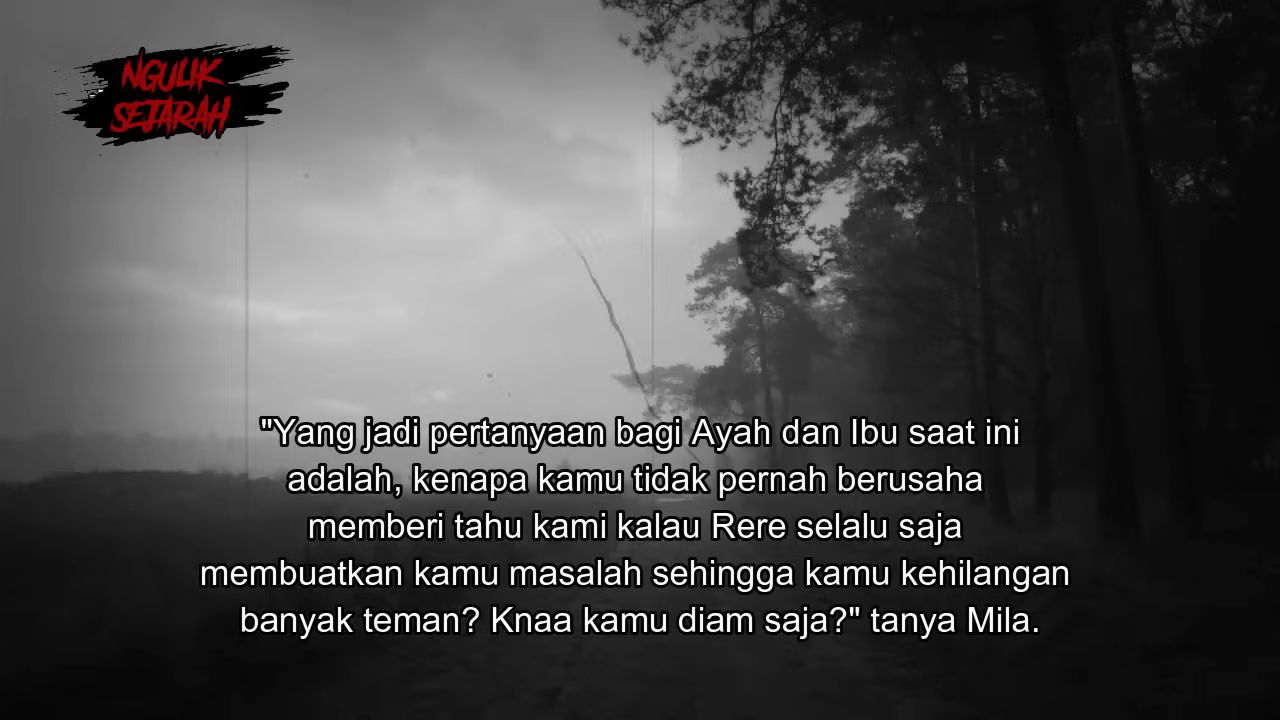 NGULIK
SEJARAH
"Yang jadi pertanyaan bagi Ayah dan Ibu saat ini
adalah, kenapa kamu tidak pernah berusaha
memberi tahu kami kalau Rere selalu saja
membuatkan kamu masalah sehingga kamu kehilangan
banyak teman? Knaa kamu diam saja?" tanya Mila.